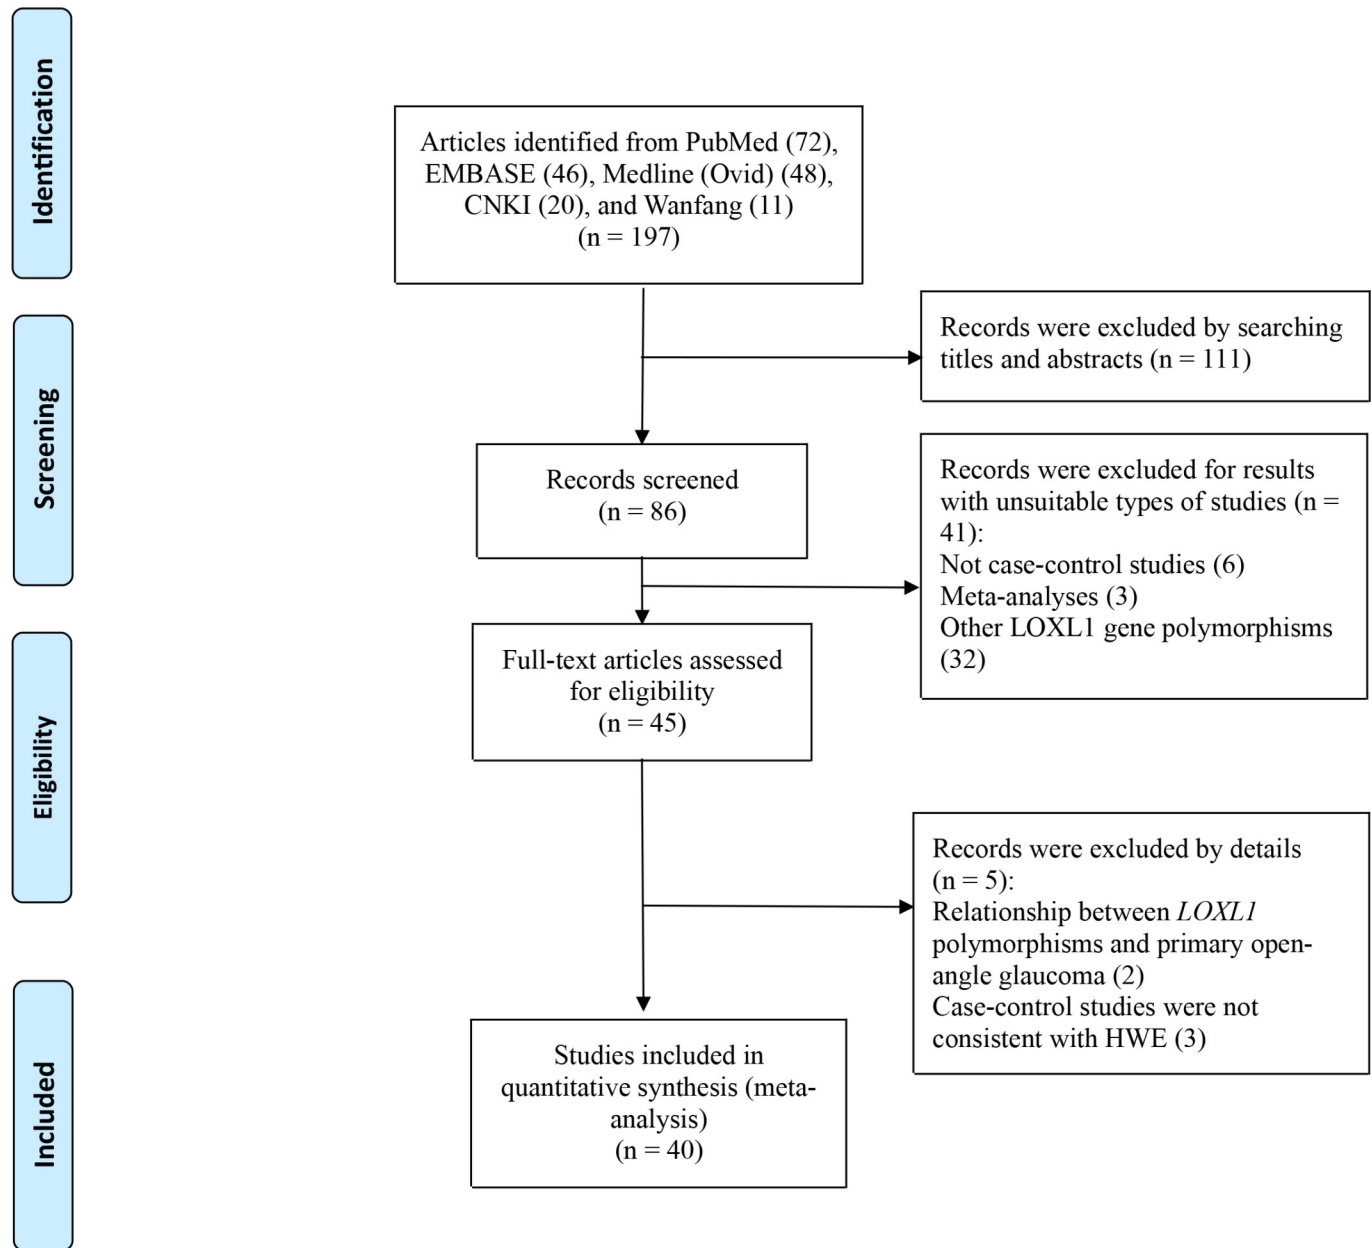 Identification
Articles identified from PubMed (72),
EMBASE (46), Medline (Ovid) (48),
CNKI (20), and Wanfang (11)
(n = 197)
Records were excluded by searching
titles and abstracts (n = 111)
Screening
Records screened
(n = 86)
Records were excluded for results
with unsuitable types of studies (n =
41):
Not case-control studies (6)
Meta-analyses (3)
Other LOXL1 gene polymorphisms
(32)
Eligibility
Full-text articles assessed
for eligibility
(n = 45)
Records were excluded by details
(n = 5):
Relationship between LOXL1
polymorphisms and primary open-
angle glaucoma (2)
Case-control studies were not
consistent with HWE (3)
Included
Studies included in
quantitative synthesis (meta-
analysis)
(n = 40)